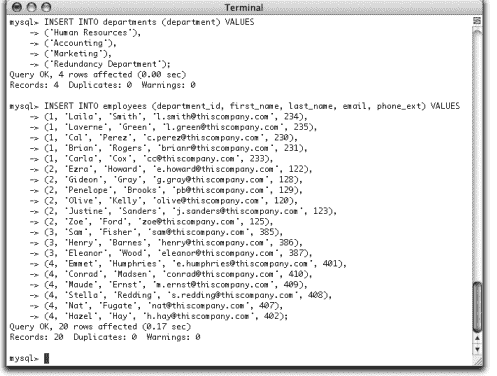 Terminal
mysql> INSERT INTO departments (department) VALUES
-> ('Human Resources'),
-> ('Accounting'),
-> ('Marketing'),
-> ('Redundancy Department');
Query OK, 4 rows affected (0.00 sec)
Records: 4 Duplicates: 0 Warnings: 0
mysql> INSERT INTO employees (department_id, first_name, last_name, email, phone_ext) VALUES
-> (1, 'Laila', 'Smith', 'l.smith@thiscompany.com', 234),
-> (1, 'Laverne', 'Green', 'l.green@thiscompany.com', 235),
-> (1, 'Cal', 'Perez', 'c.perez@thiscompany.com', 230),
-> (1, 'Brian', 'Rogers', 'brianr@thiscompany.com', 231),
-> (1, 'Carla', 'Cox', 'cc@thiscompany.com', 233),
-> (2, 'Ezra', 'Howard', 'e.howard@thiscompany.com', 122),
-> (2, 'Gideon', 'Gray', 'g.gray@thiscompany.com', 128),
-> (2, 'Penelope', 'Brooks', 'pb@thiscompany.com', 129),
-> (2, 'Olive', 'Kelly', 'olive@thiscompany.com', 120),
-> (2, 'Justine', 'Sanders', 'j.sanders@thiscompany.com', 123),
-> (2, 'Zoe', 'Ford', 'zoe@thiscompany.com', 125),
-> (3, 'Sam', 'Fisher', 'sam@thiscompany.com', 385),
-> (3, 'Henry', 'Barnes', 'henry@thiscompany.com', 386),
-> (3, 'Eleanor', 'Wood', 'eleanor@thiscompany.com', 387),
-> (4, 'Emmet', 'Humphries', 'e.humphries@thiscompany.com', 401),
-> (4, 'Conrad', 'Madsen', 'conrad@thiscompany.com', 410),
-> (4, 'Maude', 'Ernst', 'm.ernst@thiscompany.com', 409),
-> (4, 'Stella', 'Redding', 's.redding@thiscompany.com', 408),
-> (4, 'Nat', 'Fugate', 'nat@thiscompany.com', 407),
-> (4, 'Hazel', 'Hay', 'h.hay@thiscompany.com', 402);
Query OK, 20 rows affected (0.17 sec)
Records: 20 Duplicates: 0 Warnings: 0
mysql>